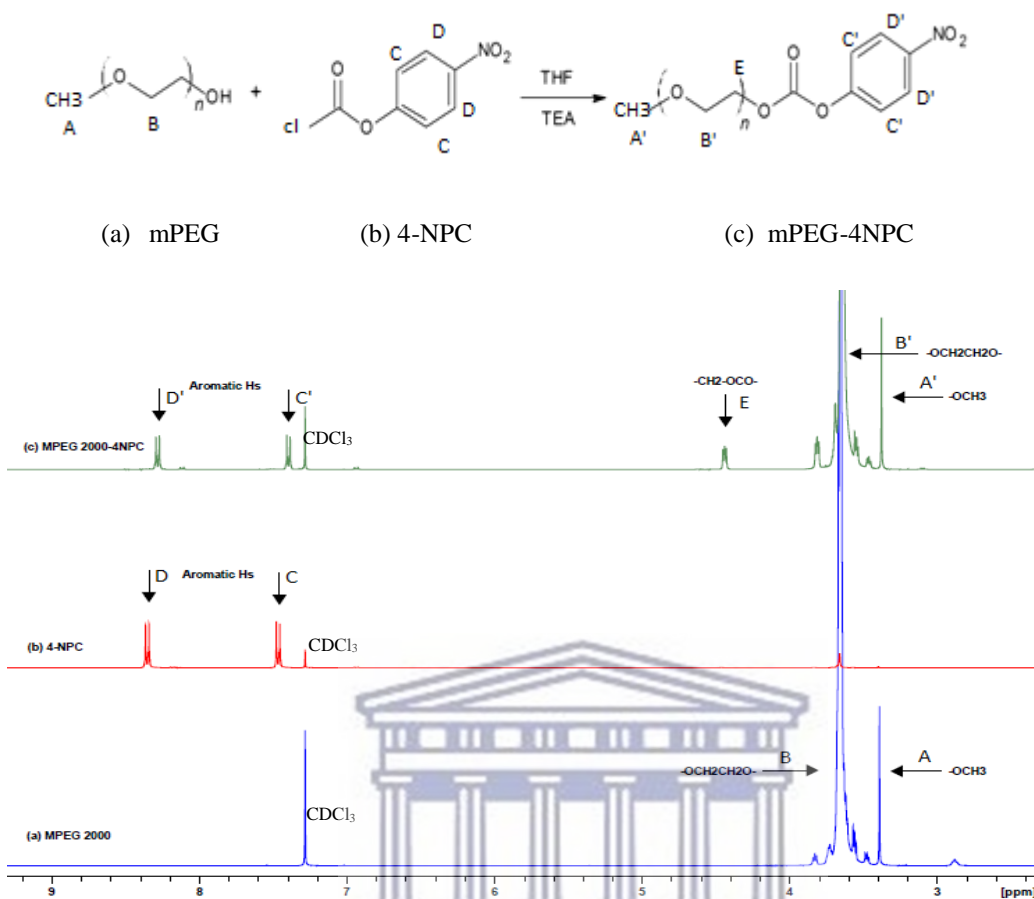 D D'
C NO2 C' NO2
O E O
CH3 ( O ) n OH + THF CH3 ( O ) n O O D'
A B cl O D TEA A' B' C'
C
(a) mPEG (b) 4-NPC (c) mPEG-4NPC
B' -OCH2CH2O-
Aromatic Hs -CH2-OCO- A'
D' C' E -OCH3
CDCl3
(c) MPEG 2000-4NPC
D Aromatic Hs C
CDCl3
(b) 4-NPC
B A
-OCH2CH2O- -OCH3
CDCl3
(a) MPEG 2000
9 8 7 6 5 4 3 [ppm]